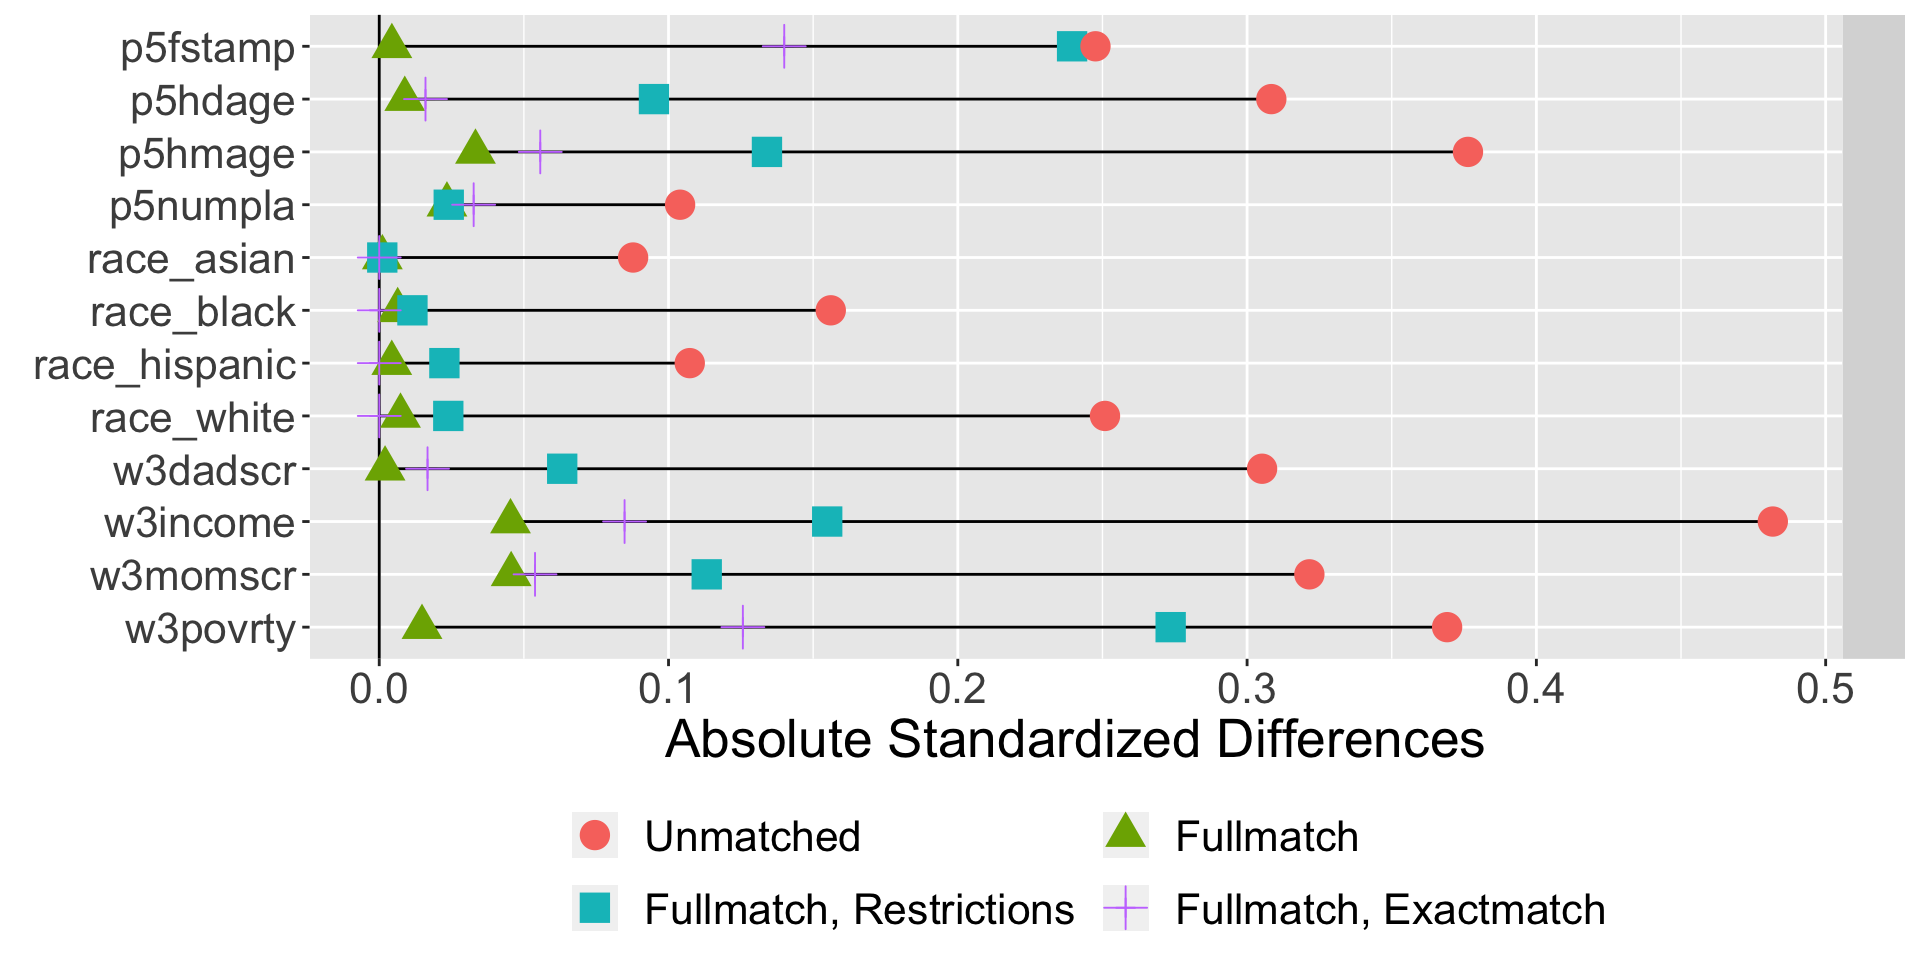 p5fstamp
p5hdage
p5hmage
p5numpla
race_asian
race_black
race_hispanic
race_white
w3dadscr
w3income
w3momscr
w3povrty
0.0 0.1 0.2 0.3 0.4 0.5
Absolute Standardized Differences
Unmatched Fullmatch
Fullmatch, Restrictions Fullmatch, Exactmatch